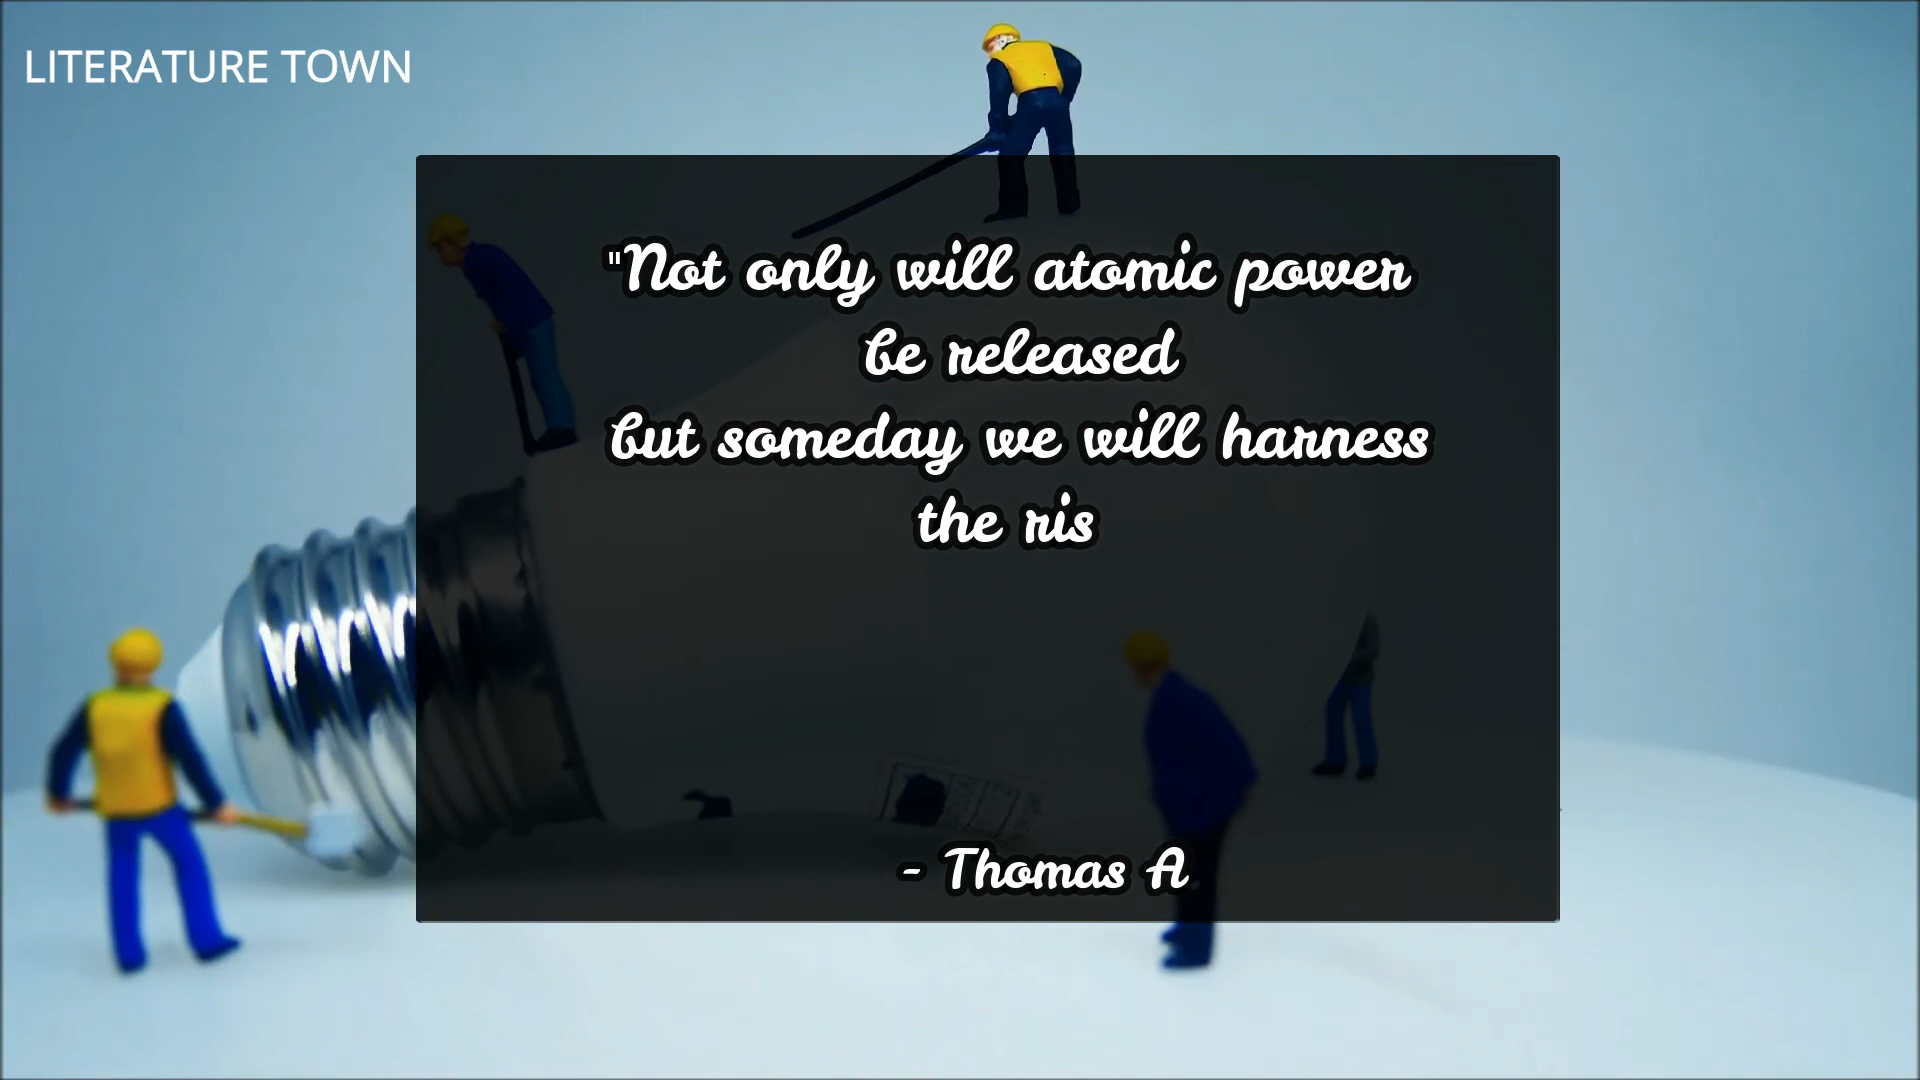 LITERATURE TOWN
"Not only will atomic power
be released
but someday we will harness
the ris
- Thomas A